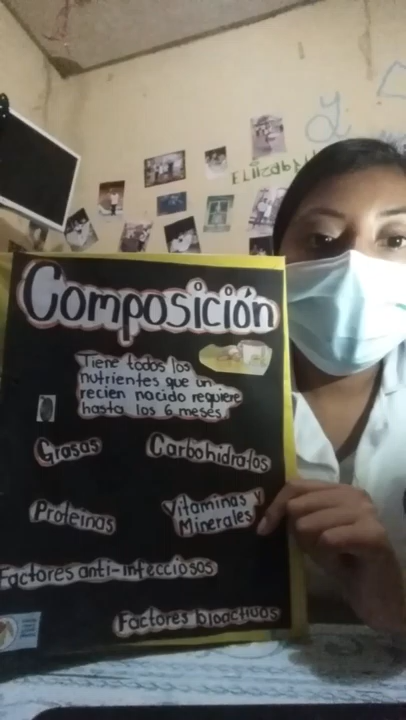 Composición
Tiene todos los
nutrientes que un
recien nacido requiere
hasta los 6 meses.
Grasas
Carbohidratos
Proteinas
Vitaminas y
Minerales
Factores anti-infecciosos
Factores bioactivos